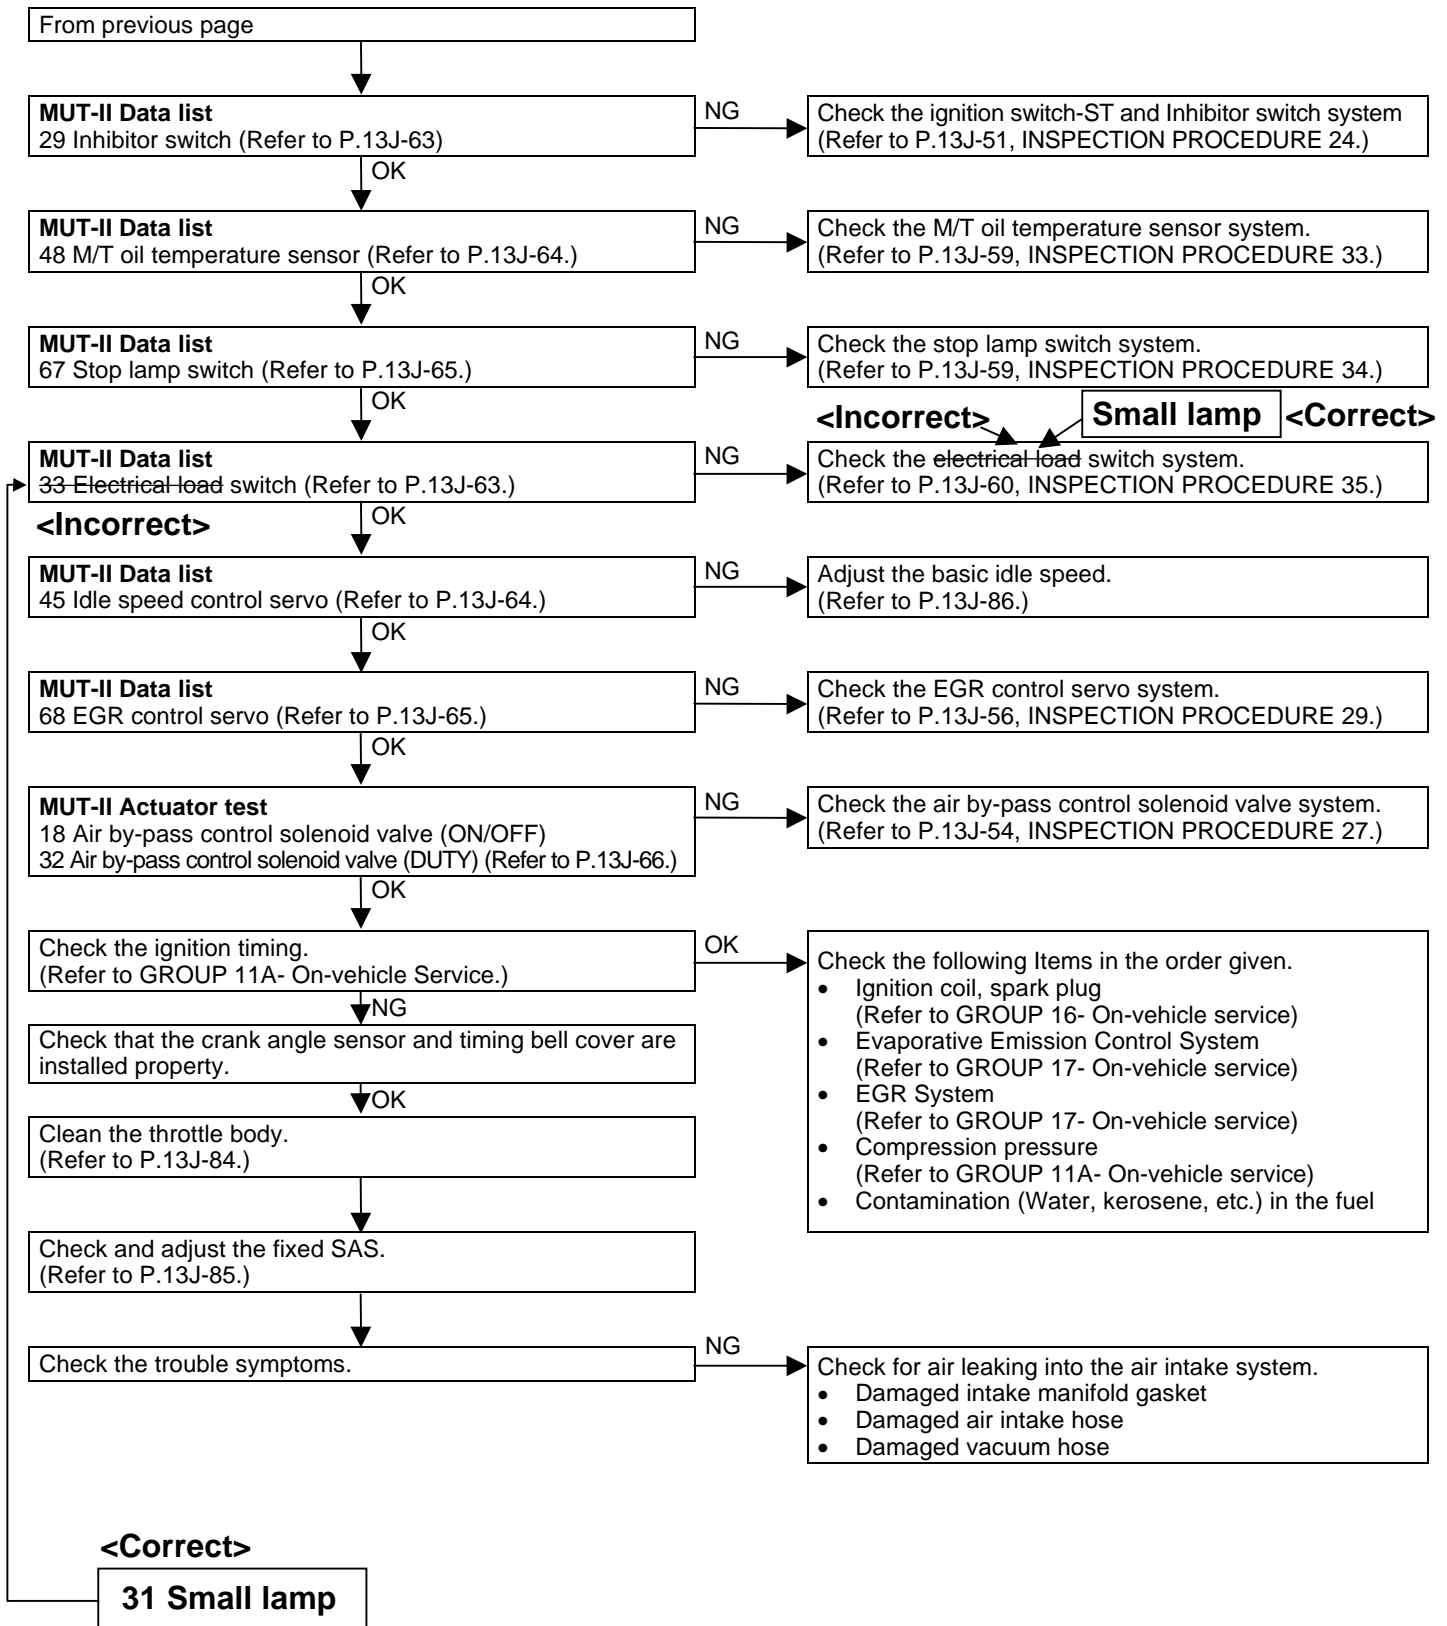 From previous page
MUT-II Data list
29 Inhibitor switch (Refer to P.13J-63)
NG
Check the ignition switch-ST and Inhibitor switch system
(Refer to P.13J-51, INSPECTION PROCEDURE 24.)
OK
MUT-II Data list
48 M/T oil temperature sensor (Refer to P.13J-64.)
NG
Check the M/T oil temperature sensor system.
(Refer to P.13J-59, INSPECTION PROCEDURE 33.)
OK
MUT-II Data list
67 Stop lamp switch (Refer to P.13J-65.)
NG
Check the stop lamp switch system.
(Refer to P.13J-59, INSPECTION PROCEDURE 34.)
OK
<Incorrect>
Small lamp
<Correct>
MUT-II Data list
33 Electrical load switch (Refer to P.13J-63.)
NG
Check the electrical load switch system.
(Refer to P.13J-60, INSPECTION PROCEDURE 35.)
<Incorrect>
OK
MUT-II Data list
45 Idle speed control servo (Refer to P.13J-64.)
NG
Adjust the basic idle speed.
(Refer to P.13J-86.)
OK
MUT-II Data list
68 EGR control servo (Refer to P.13J-65.)
NG
Check the EGR control servo system.
(Refer to P.13J-56, INSPECTION PROCEDURE 29.)
OK
MUT-II Actuator test
18 Air by-pass control solenoid valve (ON/OFF)
32 Air by-pass control solenoid valve (DUTY) (Refer to P.13J-66.)
NG
Check the air by-pass control solenoid valve system.
(Refer to P.13J-54, INSPECTION PROCEDURE 27.)
OK
Check the ignition timing.
(Refer to GROUP 11A- On-vehicle Service.)
OK
Check the following Items in the order given.
• Ignition coil, spark plug
(Refer to GROUP 16- On-vehicle service)
• Evaporative Emission Control System
(Refer to GROUP 17- On-vehicle service)
• EGR System
(Refer to GROUP 17- On-vehicle service)
• Compression pressure
(Refer to GROUP 11A- On-vehicle service)
• Contamination (Water, kerosene, etc.) in the fuel
NG
Check that the crank angle sensor and timing bell cover are
installed property.
OK
Clean the throttle body.
(Refer to P.13J-84.)
Check and adjust the fixed SAS.
(Refer to P.13J-85.)
Check the trouble symptoms.
NG
Check for air leaking into the air intake system.
• Damaged intake manifold gasket
• Damaged air intake hose
• Damaged vacuum hose
<Correct>
31 Small lamp